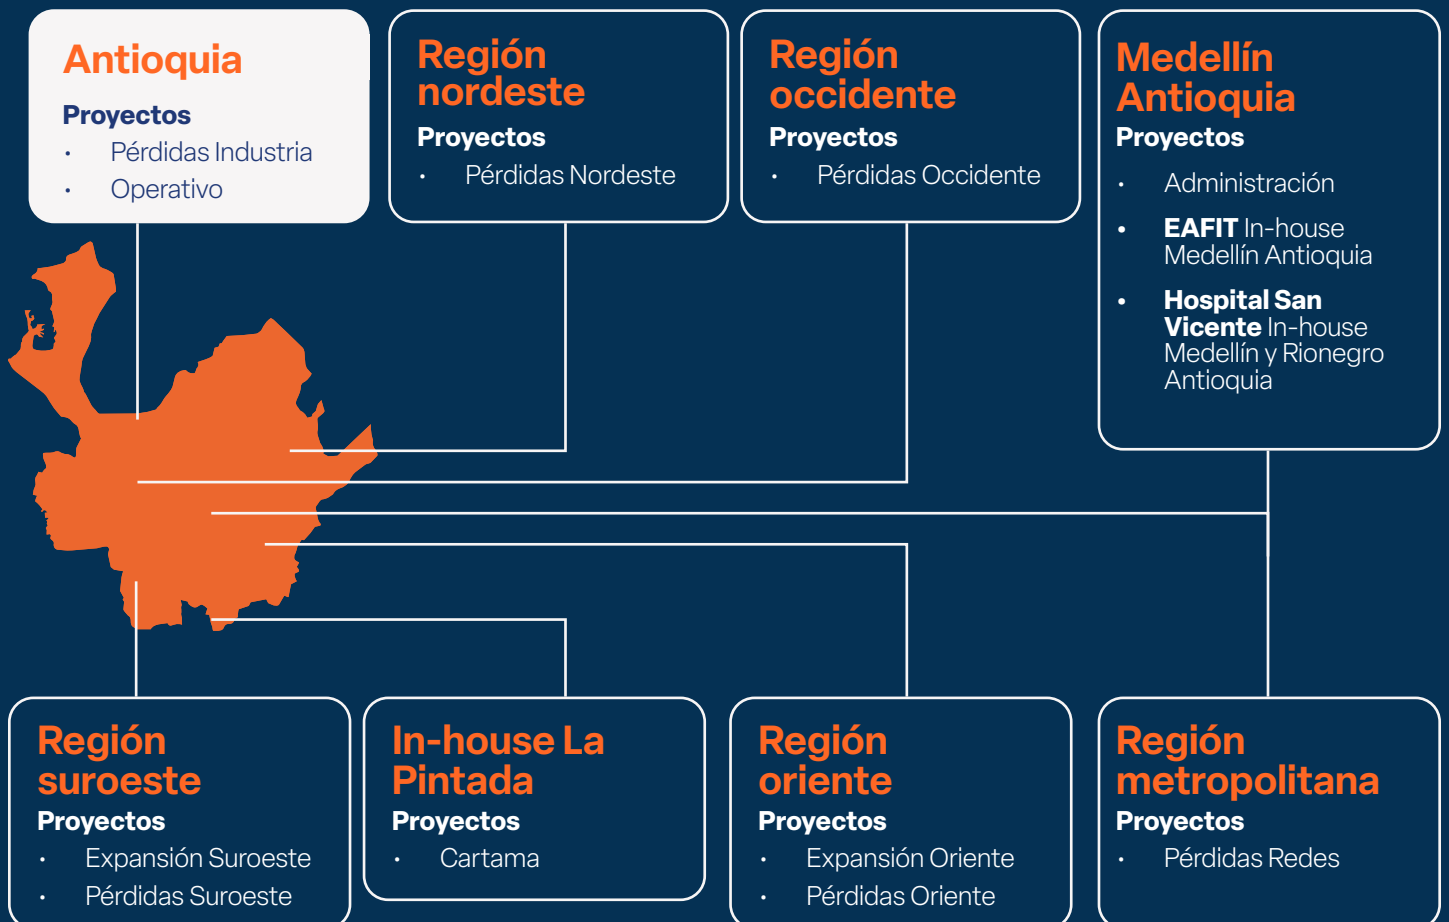 Antioquia
Proyectos
· Pérdidas Industria
· Operativo
Región
nordeste
Proyectos
· Pérdidas Nordeste
Región
occidente
Proyectos
· Pérdidas Occidente
Medellín
Antioquia
Proyectos
· Administración
• EAFIT In-house
Medellín Antioquia
• Hospital San
Vicente In-house
Medellín y Rionegro
Antioquia
Región
suroeste
Proyectos
· Expansión Suroeste
· Pérdidas Suroeste
In-house La
Pintada
Proyectos
· Cartama
Región
oriente
Proyectos
· Expansión Oriente
· Pérdidas Oriente
Región
metropolitana
Proyectos
· Pérdidas Redes